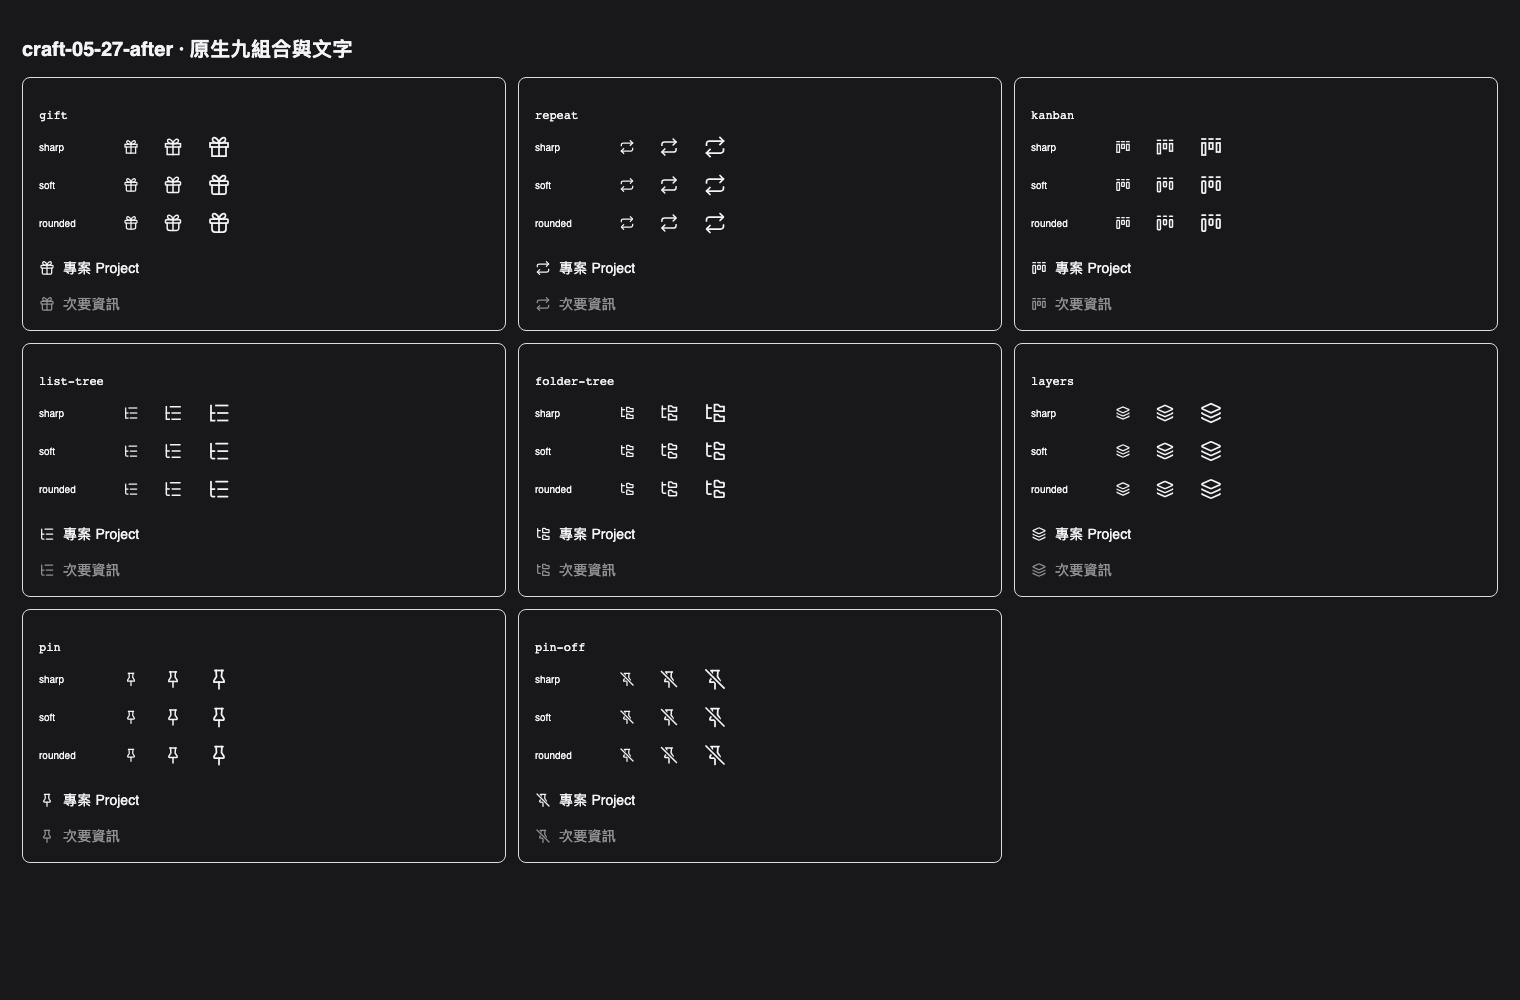 craft-05-27-after · 原生九組合與文字
gift
sharp
soft
rounded
專案 Project
次要資訊
repeat
sharp
soft
rounded
專案 Project
次要資訊
kanban
sharp
soft
rounded
專案 Project
次要資訊
list-tree
sharp
soft
rounded
專案 Project
次要資訊
folder-tree
sharp
soft
rounded
專案 Project
次要資訊
layers
sharp
soft
rounded
專案 Project
次要資訊
pin
sharp
soft
rounded
專案 Project
次要資訊
pin-off
sharp
soft
rounded
專案 Project
次要資訊